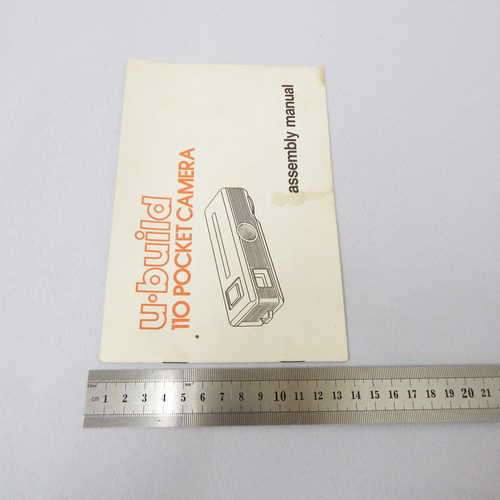 u·build
110 POCKET CAMERA
assembly manual
cm 1 2 3 4 5 6 7 8 9 10 11 12 13 14 15 16 17 18 19 20 21